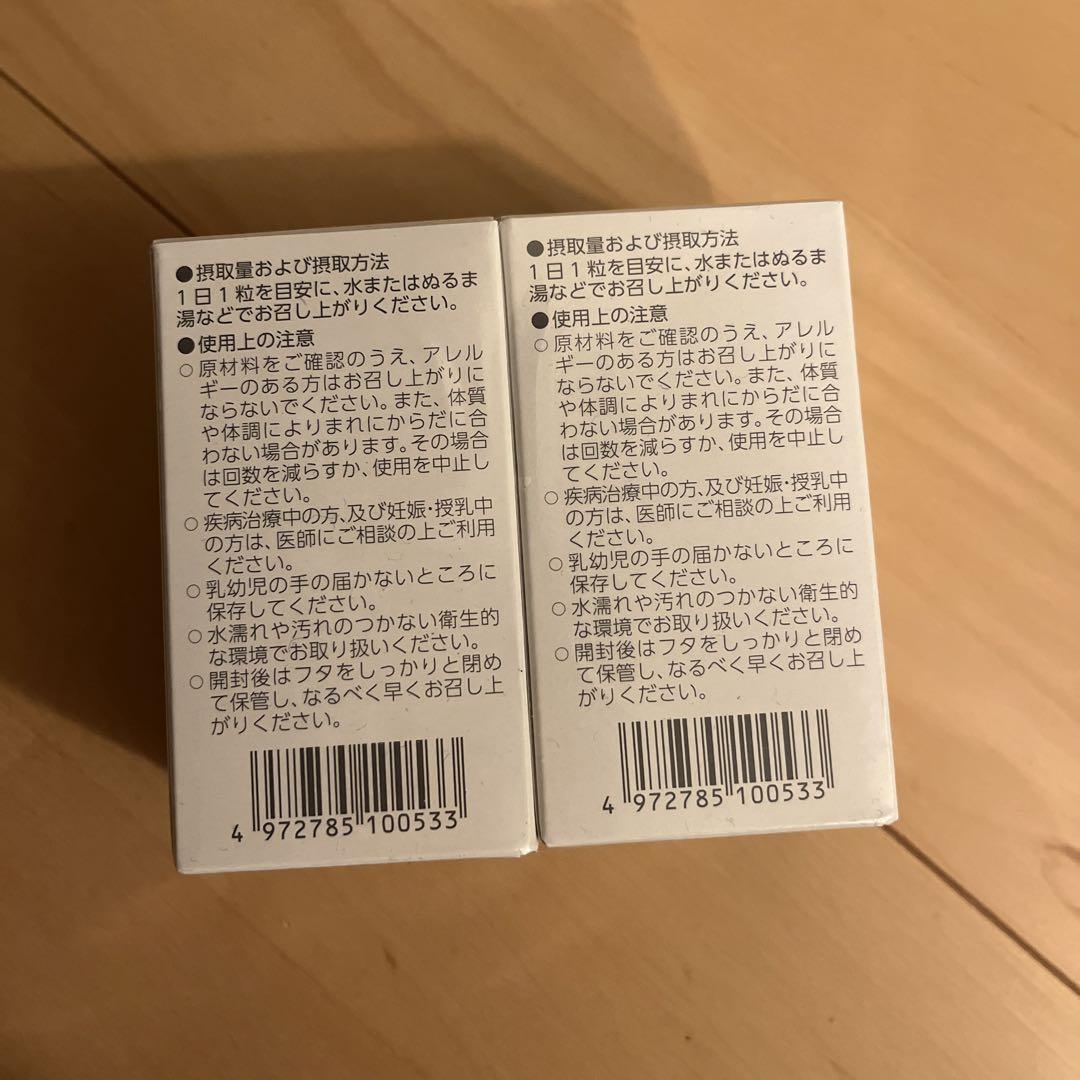 ●摂取量および摂取方法
1日1粒を目安に、水またはぬるま
湯などでお召し上がりください。
●使用上の注意
○原材料をご確認のうえ、アレル
ギーのある方はお召し上がりに
ならないでください。また、体質
や体調によりまれにからだに合
わない場合があります。その場合
は回数を減らすか、使用を中止し
てください。
○疾病治療中の方、及び妊娠・授乳中
の方は、医師にご相談の上ご利用
ください。
○乳幼児の手の届かないところに
保存してください。
○水濡れや汚れのつかない衛生的
な環境でお取り扱いください。
○開封後はフタをしっかりと閉め
て保管し、なるべく早くお召し上
がりください。
4 972785 100533
●摂取量および摂取方法
1日1粒を目安に、水またはぬるま
湯などでお召し上がりください。
●使用上の注意
○原材料をご確認のうえ、アレル
ギーのある方はお召し上がりに
ならないでください。また、体質
や体調によりまれにからだに合
わない場合があります。その場合
は回数を減らすか、使用を中止し
てください。
○疾病治療中の方、及び妊娠・授乳中
の方は、医師にご相談の上ご利用
ください。
○乳幼児の手の届かないところに
保存してください。
○水濡れや汚れのつかない衛生的
な環境でお取り扱いください。
○開封後はフタをしっかりと閉め
て保管し、なるべく早くお召し上
がりください。
4 972785 100533